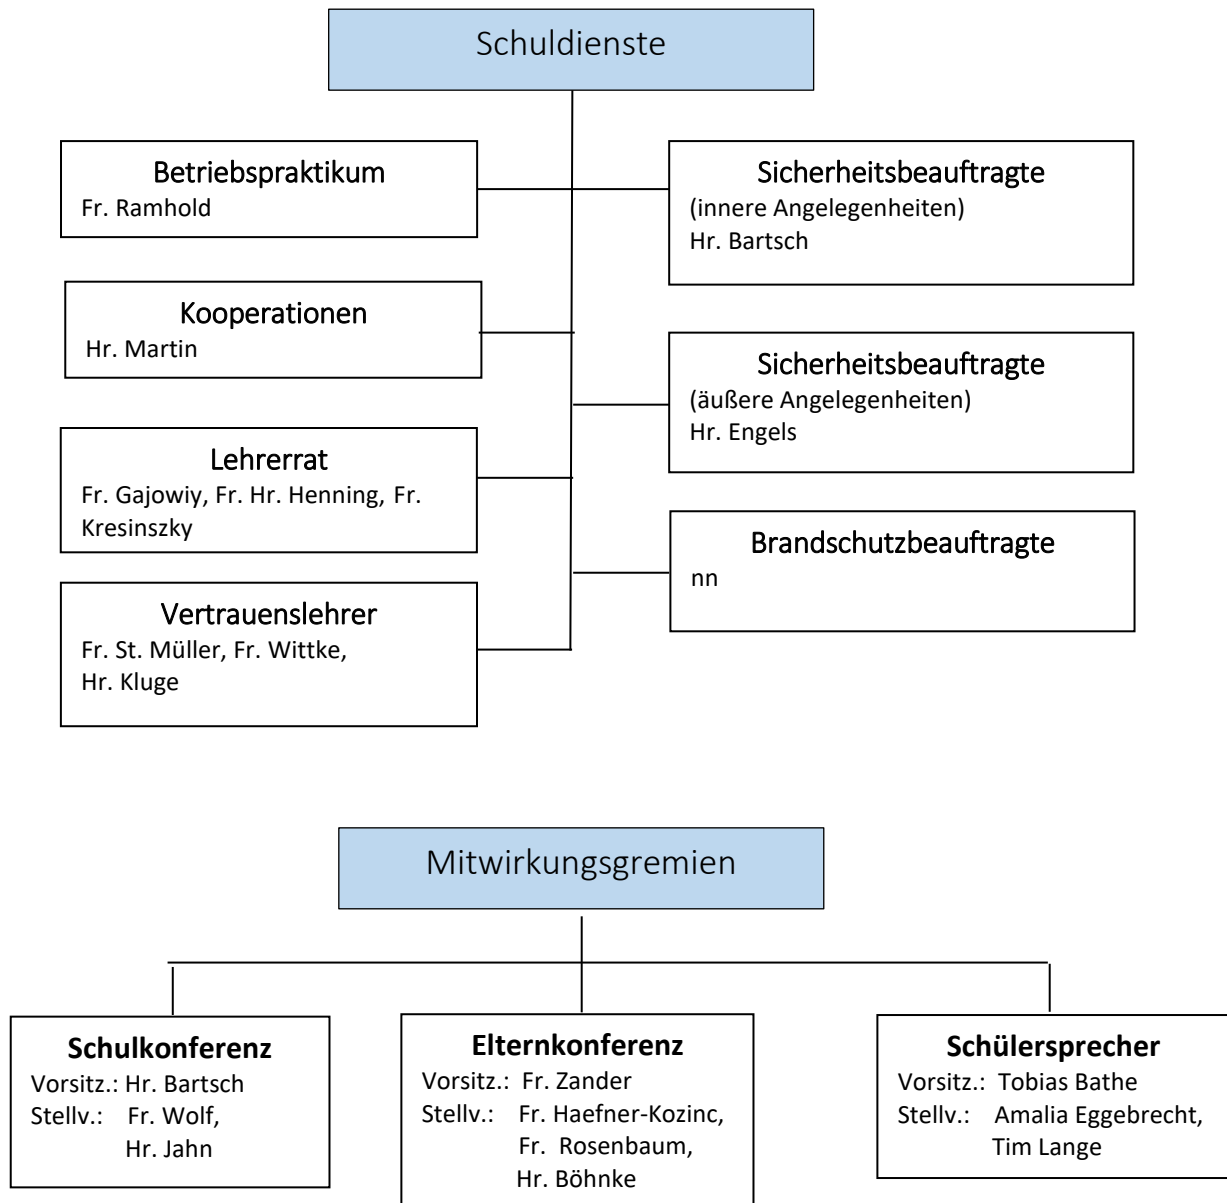 Schuldienste
Betriebspraktikum
Fr. Ramhold
Kooperationen
Hr. Martin
Lehrerrat
Fr. Gajowiy, Fr. Hr. Henning, Fr.
Kresinszky
Vertrauenslehrer
Fr. St. Müller, Fr. Wittke,
Hr. Kluge
Sicherheitsbeauftragte
(innere Angelegenheiten)
Hr. Bartsch
Sicherheitsbeauftragte
(äußere Angelegenheiten)
Hr. Engels
Brandschutzbeauftragte
nn
Mitwirkungsgremien
Schulkonferenz
Vorsitz.: Hr. Bartsch
Stellv.: Fr. Wolf,
Hr. Jahn
Elternkonferenz
Vorsitz.: Fr. Zander
Stellv.: Fr. Haefner-Kozinc,
Fr. Rosenbaum,
Hr. Böhnke
Schülersprecher
Vorsitz.: Tobias Bathe
Stellv.: Amalia Eggebrecht,
Tim Lange